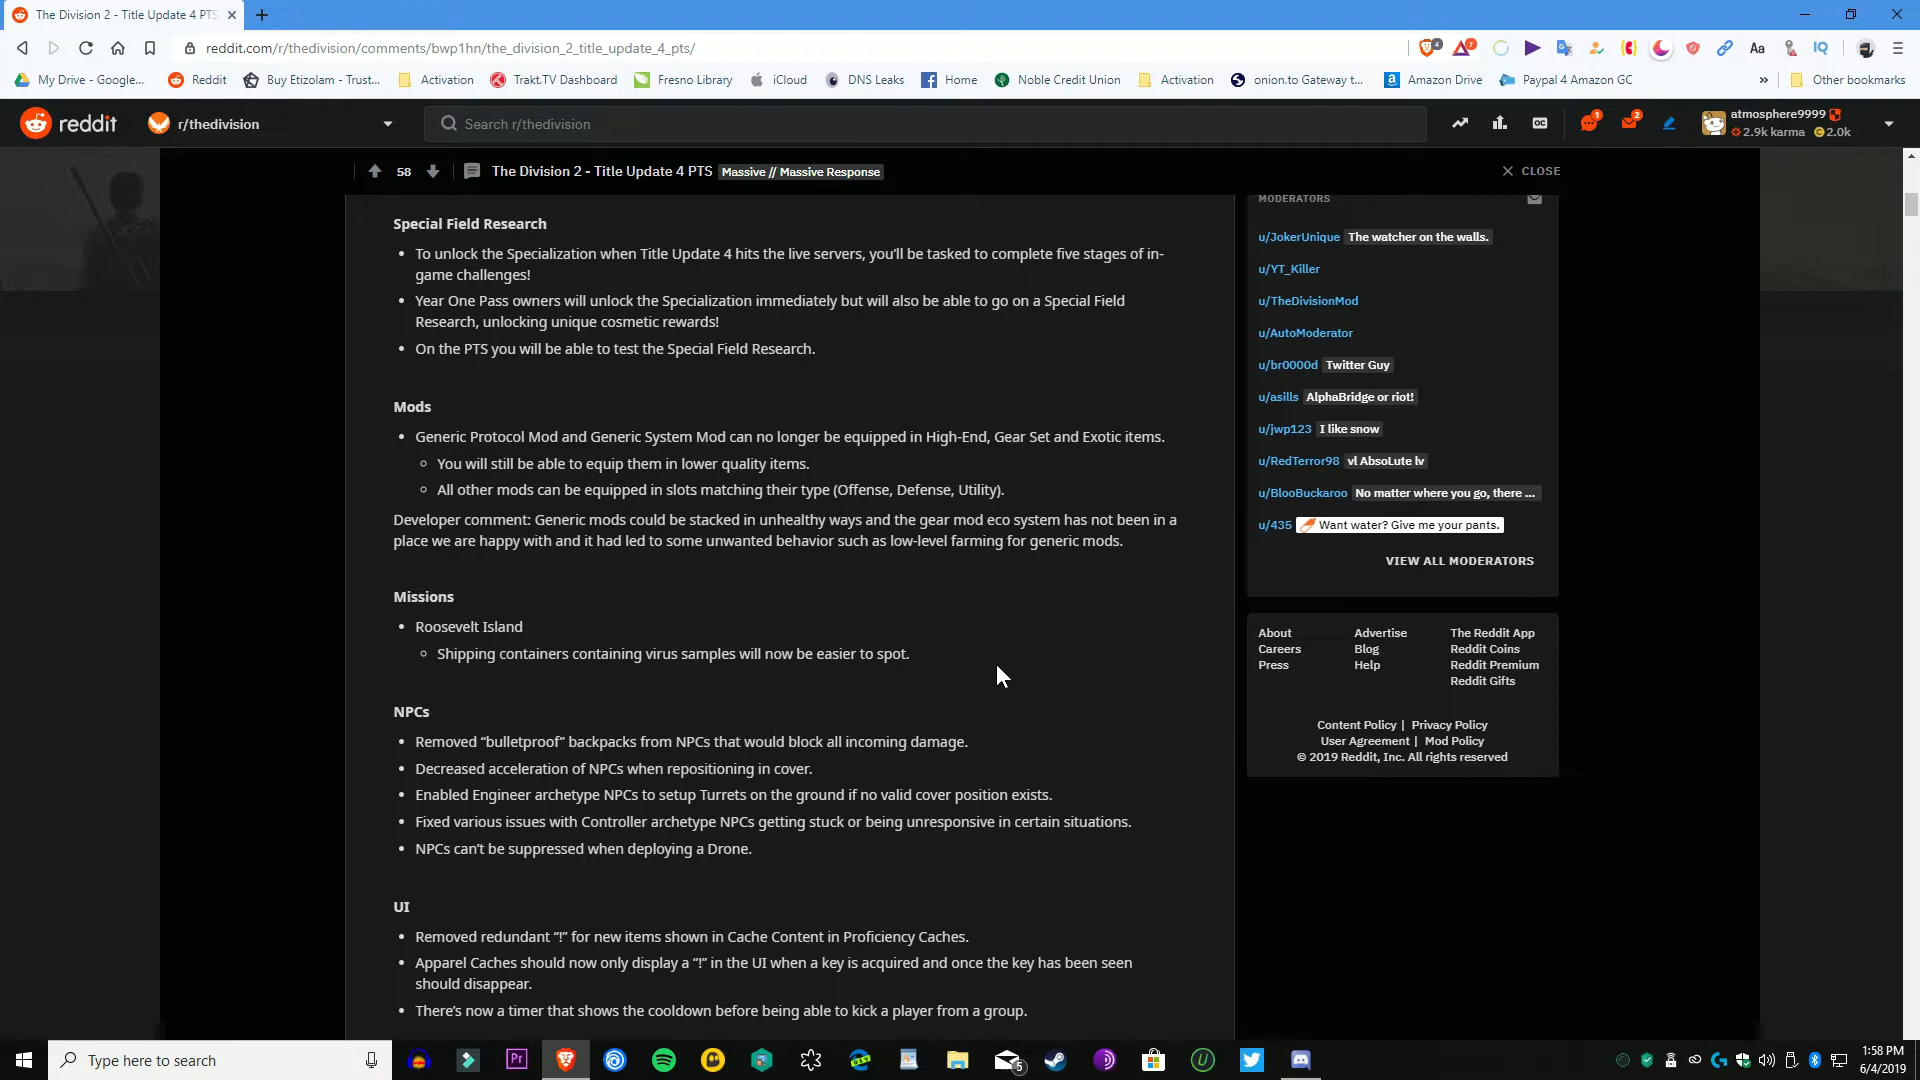 The Division 2 - Title Update 4 PTS
reddit.com/r/thedivision/comments/bwp1hn/the_division_2_title_update_4_pts/
4
7
Aa
IQ
My Drive - Google...
Reddit
Buy Etizolam - Trust...
Activation
Trakt.TV Dashboard
Fresno Library
iCloud
DNS Leaks
Home
Noble Credit Union
Activation
onion.to Gateway t...
Amazon Drive
Paypal 4 Amazon GC
»
Other bookmarks
reddit
r/thedivision
Search r/thedivision
1
2
atmosphere9999
2.9k karma
2.0k
58
The Division 2 - Title Update 4 PTS
Massive // Massive Response
CLOSE
Special Field Research
To unlock the Specialization when Title Update 4 hits the live servers, you'll be tasked to complete five stages of in-
game challenges!
Year One Pass owners will unlock the Specialization immediately but will also be able to go on a Special Field
Research, unlocking unique cosmetic rewards!
On the PTS you will be able to test the Special Field Research.
Mods
Generic Protocol Mod and Generic System Mod can no longer be equipped in High-End, Gear Set and Exotic items.
You will still be able to equip them in lower quality items.
All other mods can be equipped in slots matching their type (Offense, Defense, Utility).
Developer comment: Generic mods could be stacked in unhealthy ways and the gear mod eco system has not been in a
place we are happy with and it had led to some unwanted behavior such as low-level farming for generic mods.
Missions
Roosevelt Island
Shipping containers containing virus samples will now be easier to spot.
NPCs
Removed “bulletproof” backpacks from NPCs that would block all incoming damage.
Decreased acceleration of NPCs when repositioning in cover.
Enabled Engineer archetype NPCs to setup Turrets on the ground if no valid cover position exists.
Fixed various issues with Controller archetype NPCs getting stuck or being unresponsive in certain situations.
NPCs can't be suppressed when deploying a Drone.
UI
Removed redundant “!” for new items shown in Cache Content in Proficiency Caches.
Apparel Caches should now only display a “!” in the UI when a key is acquired and once the key has been seen
should disappear.
There's now a timer that shows the cooldown before being able to kick a player from a group.
MODERATORS
u/JokerUnique The watcher on the walls.
u/YT_Killer
u/TheDivisionMod
u/AutoModerator
u/br0000d Twitter Guy
u/asills AlphaBridge or riot!
u/jwp123 I like snow
u/RedTerror98 vl AbsoLute lv
u/BlooBuckaroo No matter where you go, there ...
u/435 Want water? Give me your pants.
VIEW ALL MODERATORS
About
Careers
Press
Advertise
Blog
Help
The Reddit App
Reddit Coins
Reddit Premium
Reddit Gifts
Content Policy | Privacy Policy
User Agreement | Mod Policy
© 2019 Reddit, Inc. All rights reserved
Type here to search
Pr
5
1:58 PM
6/4/2019